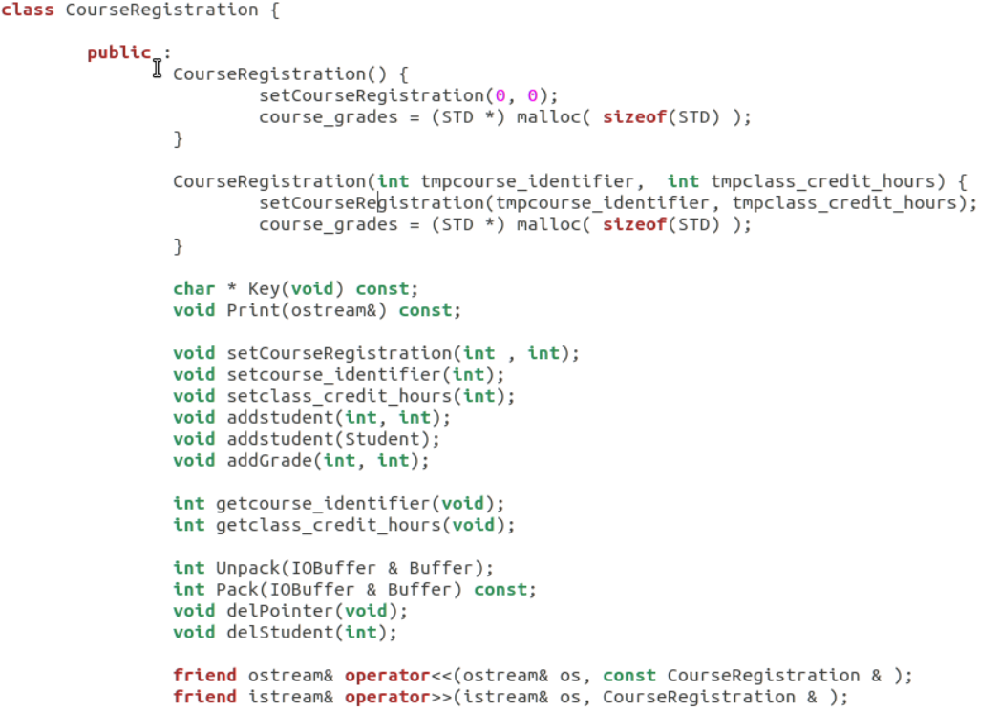 class CourseRegistration {
public :
CourseRegistration() {
setCourseRegistration(0, 0);
course_grades = (STD *) malloc( sizeof(STD) );
}
CourseRegistration(int tmpcourse_identifier,  int tmpclass_credit_hours) {
setCourseRegistration(tmpcourse_identifier, tmpclass_credit_hours);
course_grades = (STD *) malloc( sizeof(STD) );
}
char * Key(void) const;
void Print(ostream&) const;
void setCourseRegistration(int , int);
void setcourse_identifier(int);
void setclass_credit_hours(int);
void addstudent(int, int);
void addstudent(Student);
void addGrade(int, int);
int getcourse_identifier(void);
int getclass_credit_hours(void);
int Unpack(IOBuffer & Buffer);
int Pack(IOBuffer & Buffer) const;
void delPointer(void);
void delStudent(int);
friend ostream& operator<<(ostream& os, const CourseRegistration & );
friend istream& operator>>(istream& os, CourseRegistration & );